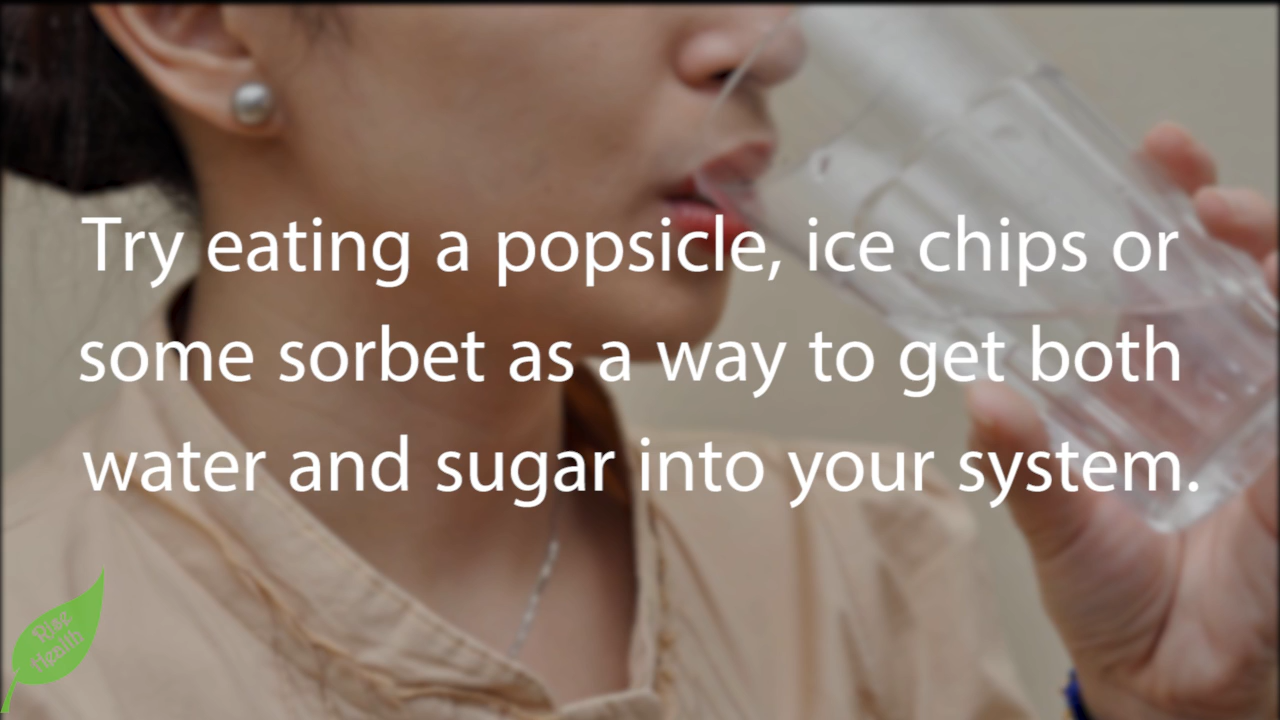 Try eating a popsicle, ice chips or
some sorbet as a way to get both
water and sugar into your system.
Rise
Health